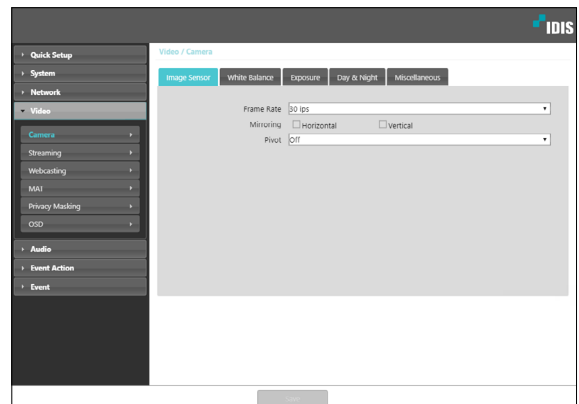 IDIS
Quick Setup
System
Network
Video
Camera
Streaming
Webcasting
MAT
Privacy Masking
OSD
Audio
Event Action
Event
Video / Camera
Image Sensor White Balance Exposure Day & Night Miscellaneous
Frame Rate 30 ips
Mirroring Horizontal Vertical
Pivot Off